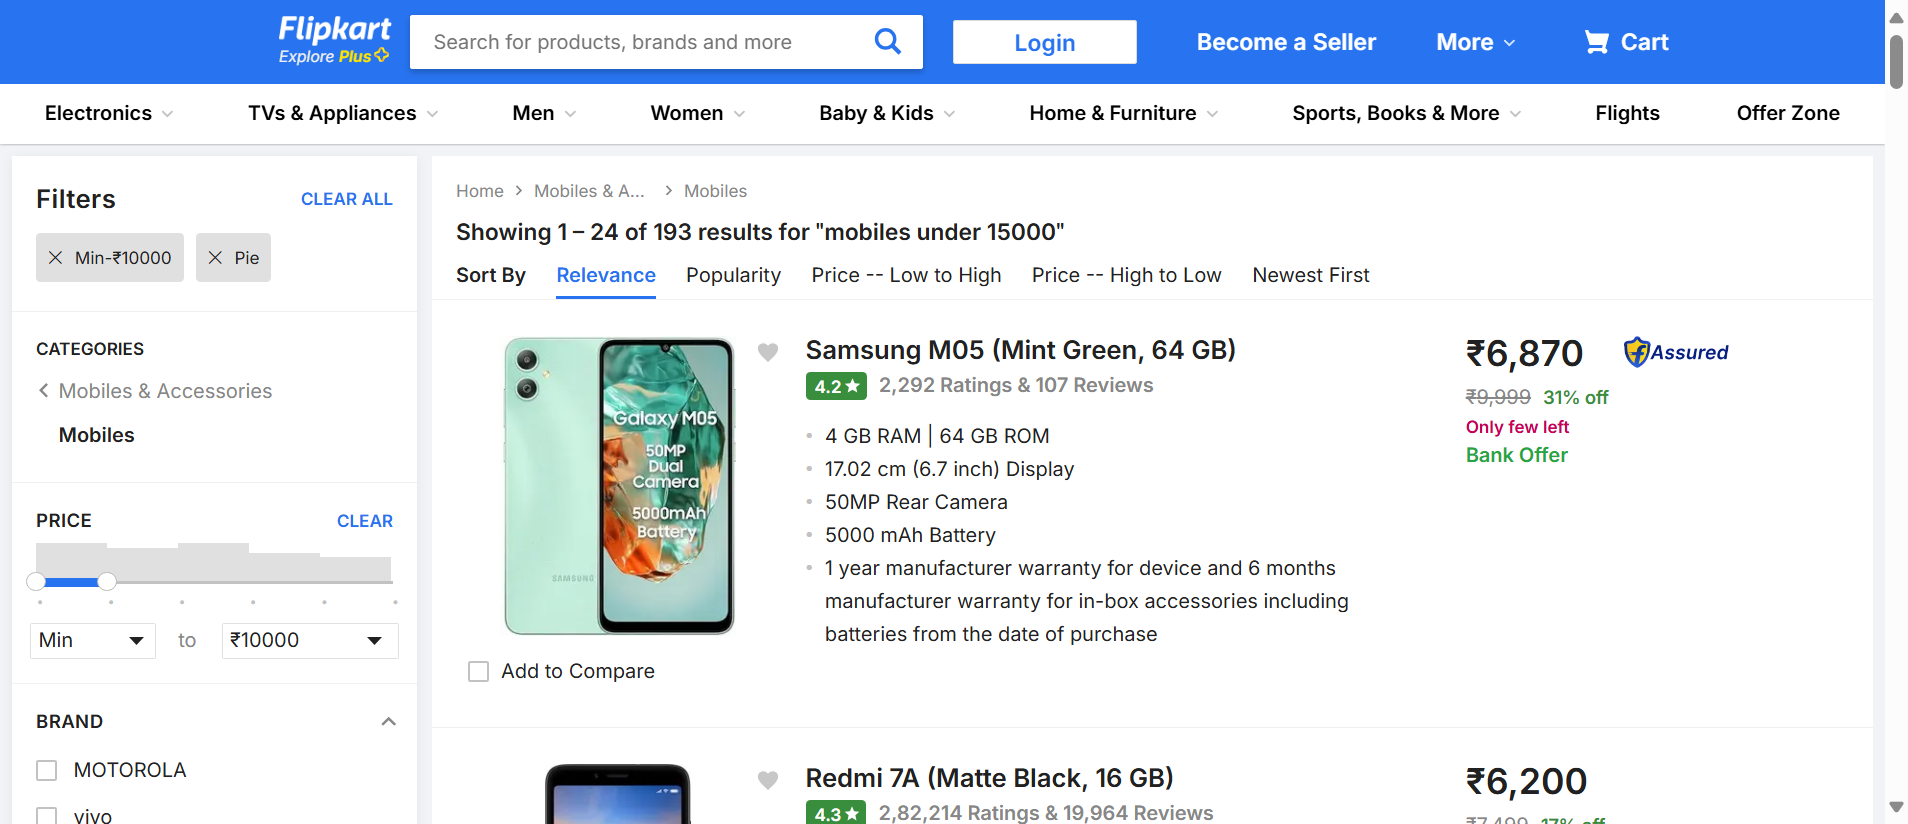 Flipkart
Explore Plus
Search for products, brands and more
Login
Become a Seller
More
Cart
Electronics
TVs & Appliances
Men
Women
Baby & Kids
Home & Furniture
Sports, Books & More
Flights
Offer Zone
Filters
CLEAR ALL
Min-₹10000
Pie
CATEGORIES
Mobiles & Accessories
Mobiles
PRICE
CLEAR
Min
to
₹10000
BRAND
MOTOROLA
vivo
Home
Mobiles & A...
Mobiles
Showing 1 – 24 of 193 results for "mobiles under 15000"
Sort By
Relevance
Popularity
Price -- Low to High
Price -- High to Low
Newest First
Galaxy M05
50MP
Dual
Camera
5000mAh
Battery
SAMSUNG
Add to Compare
Samsung M05 (Mint Green, 64 GB)
4.2★ 2,292 Ratings & 107 Reviews
4 GB RAM | 64 GB ROM
17.02 cm (6.7 inch) Display
50MP Rear Camera
5000 mAh Battery
1 year manufacturer warranty for device and 6 months
manufacturer warranty for in-box accessories including
batteries from the date of purchase
₹6,870
Assured
₹9,999 31% off
Only few left
Bank Offer
Redmi 7A (Matte Black, 16 GB)
4.3★ 2,82,214 Ratings & 19,964 Reviews
₹6,200
₹7,499 17% off